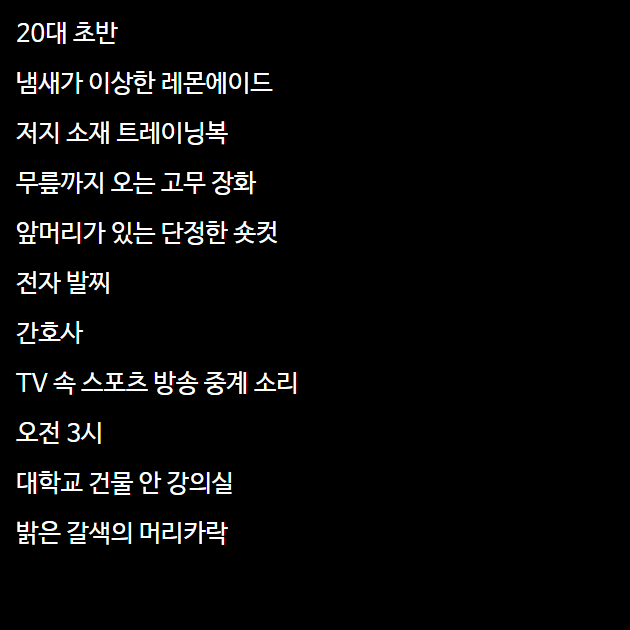 20대 초반
냄새가 이상한 레몬에이드
저지 소재 트레이닝복
무릎까지 오는 고무 장화
앞머리가 있는 단정한 숏컷
전자 발찌
간호사
TV 속 스포츠 방송 중계 소리
오전 3시
대학교 건물 안 강의실
밝은 갈색의 머리카락